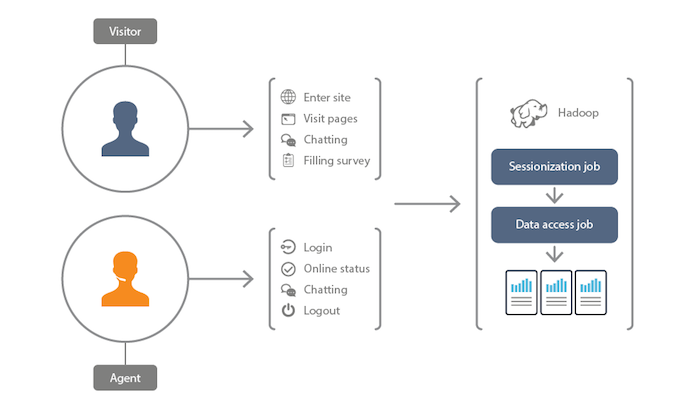 Visitor
Enter site
Visit pages
Chatting
Filling survey
Login
Online status
Chatting
Logout
Agent
Hadoop
Sessionization job
Data access job